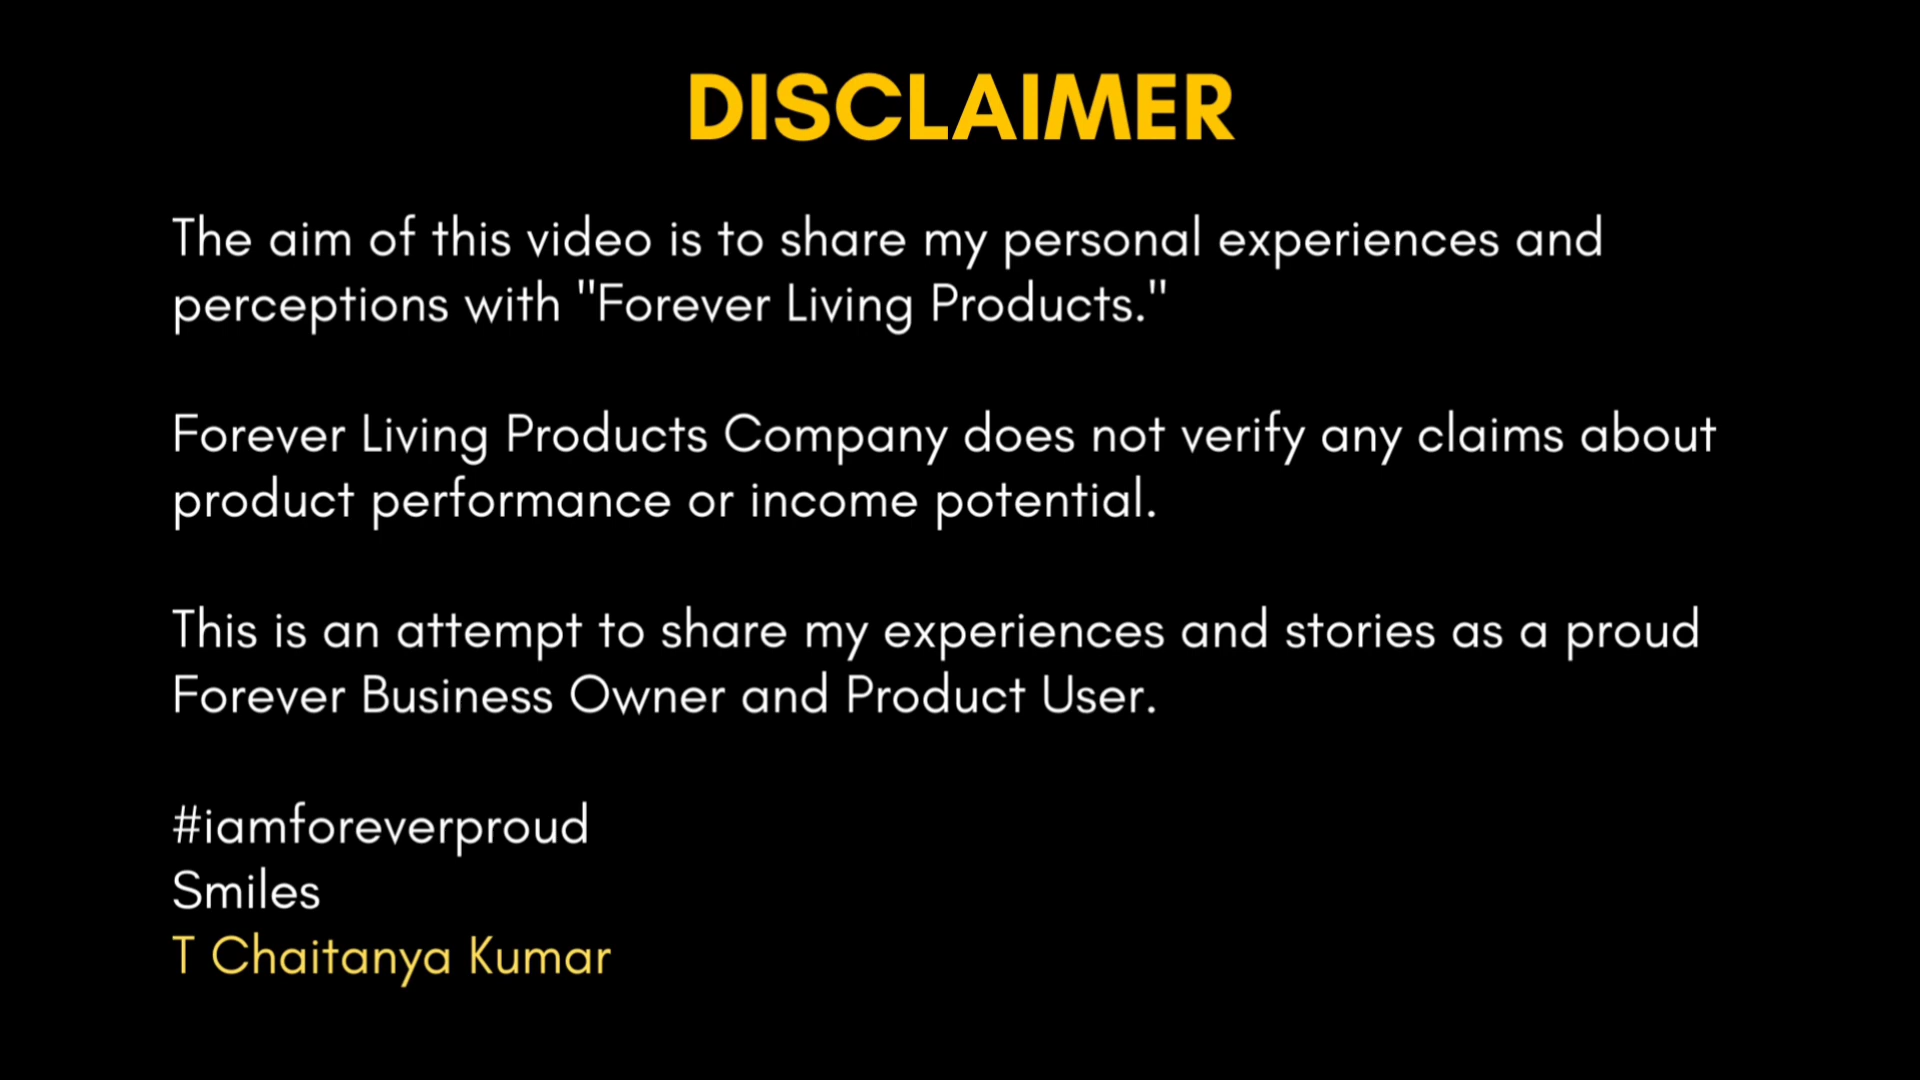 DISCLAIMER
The aim of this video is to share my personal experiences and
perceptions with "Forever Living Products."
Forever Living Products Company does not verify any claims about
product performance or income potential.
This is an attempt to share my experiences and stories as a proud
Forever Business Owner and Product User.
#iamforeverproud
Smiles
T Chaitanya Kumar